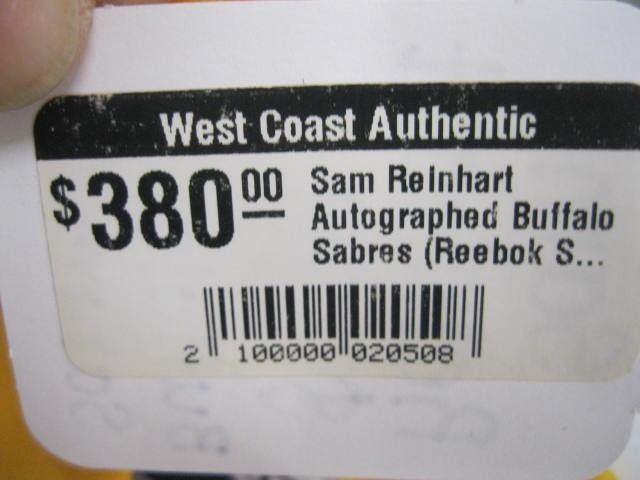 West Coast Authentic
$380.00
Sam Reinhart
Autographed Buffalo
Sabres (Reebok S...
2 100000 020508